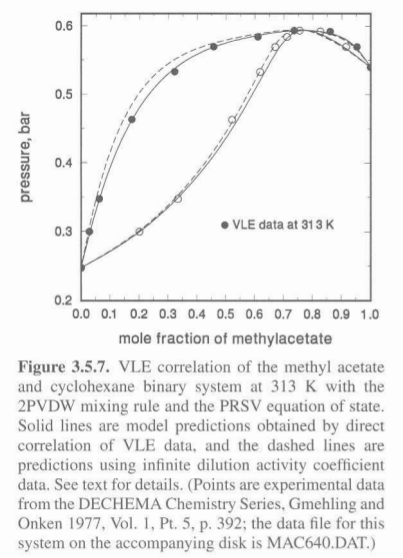 0.6
0.5
0.4
0.3
0.2
pressure, bar
VLE data at 313 K
0.0 0.1 0.2 0.3 0.4 0.5 0.6 0.7 0.8 0.9 1.0
mole fraction of methylacetate
Figure 3.5.7. VLE correlation of the methyl acetate
and cyclohexane binary system at 313 K with the
2PVDW mixing rule and the PRSV equation of state.
Solid lines are model predictions obtained by direct
correlation of VLE data, and the dashed lines are
predictions using infinite dilution activity coefficient
data. See text for details. (Points are experimental data
from the DECHEMA Chemistry Series, Gmehling and
Onken 1977, Vol. 1, Pt. 5, p. 392; the data file for this
system on the accompanying disk is MAC640.DAT.)